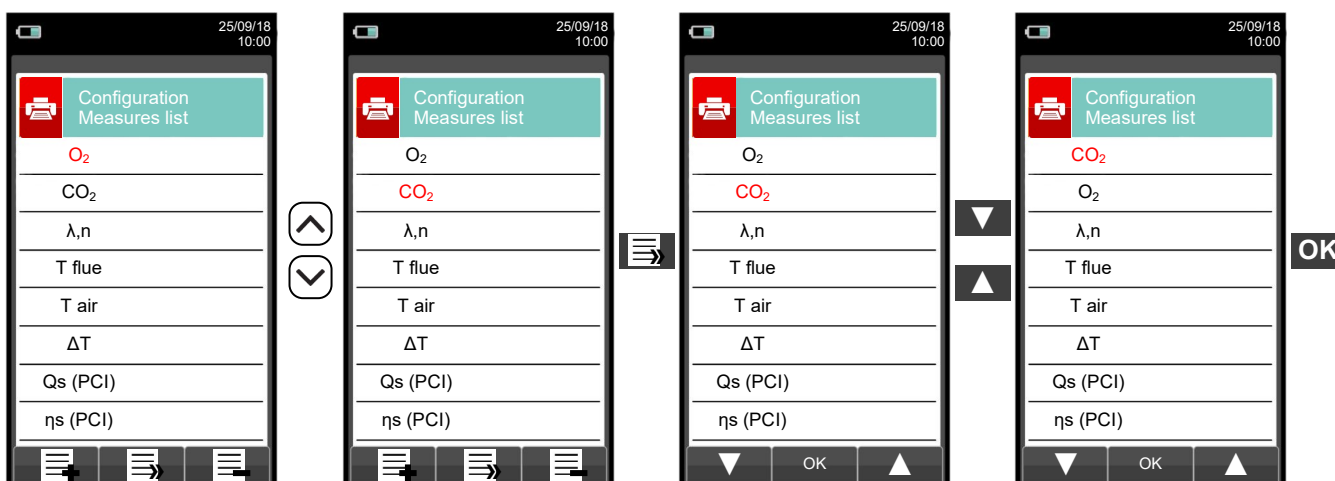 25/09/18
10:00
Configuration
Measures list
O₂
CO₂
λ,n
T flue
T air
ΔT
Qs (PCI)
ηs (PCI)
25/09/18
10:00
Configuration
Measures list
O₂
CO₂
λ,n
T flue
T air
ΔT
Qs (PCI)
ηs (PCI)
25/09/18
10:00
Configuration
Measures list
O₂
CO₂
λ,n
T flue
T air
ΔT
Qs (PCI)
ηs (PCI)
OK
25/09/18
10:00
Configuration
Measures list
CO₂
O₂
λ,n
T flue
T air
ΔT
Qs (PCI)
ηs (PCI)
OK
OK